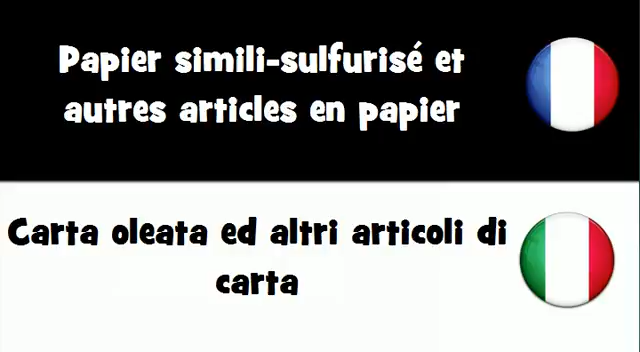 Papier simili-sulfurisé et
autres articles en papier
Carta oleata ed altri articoli di
carta